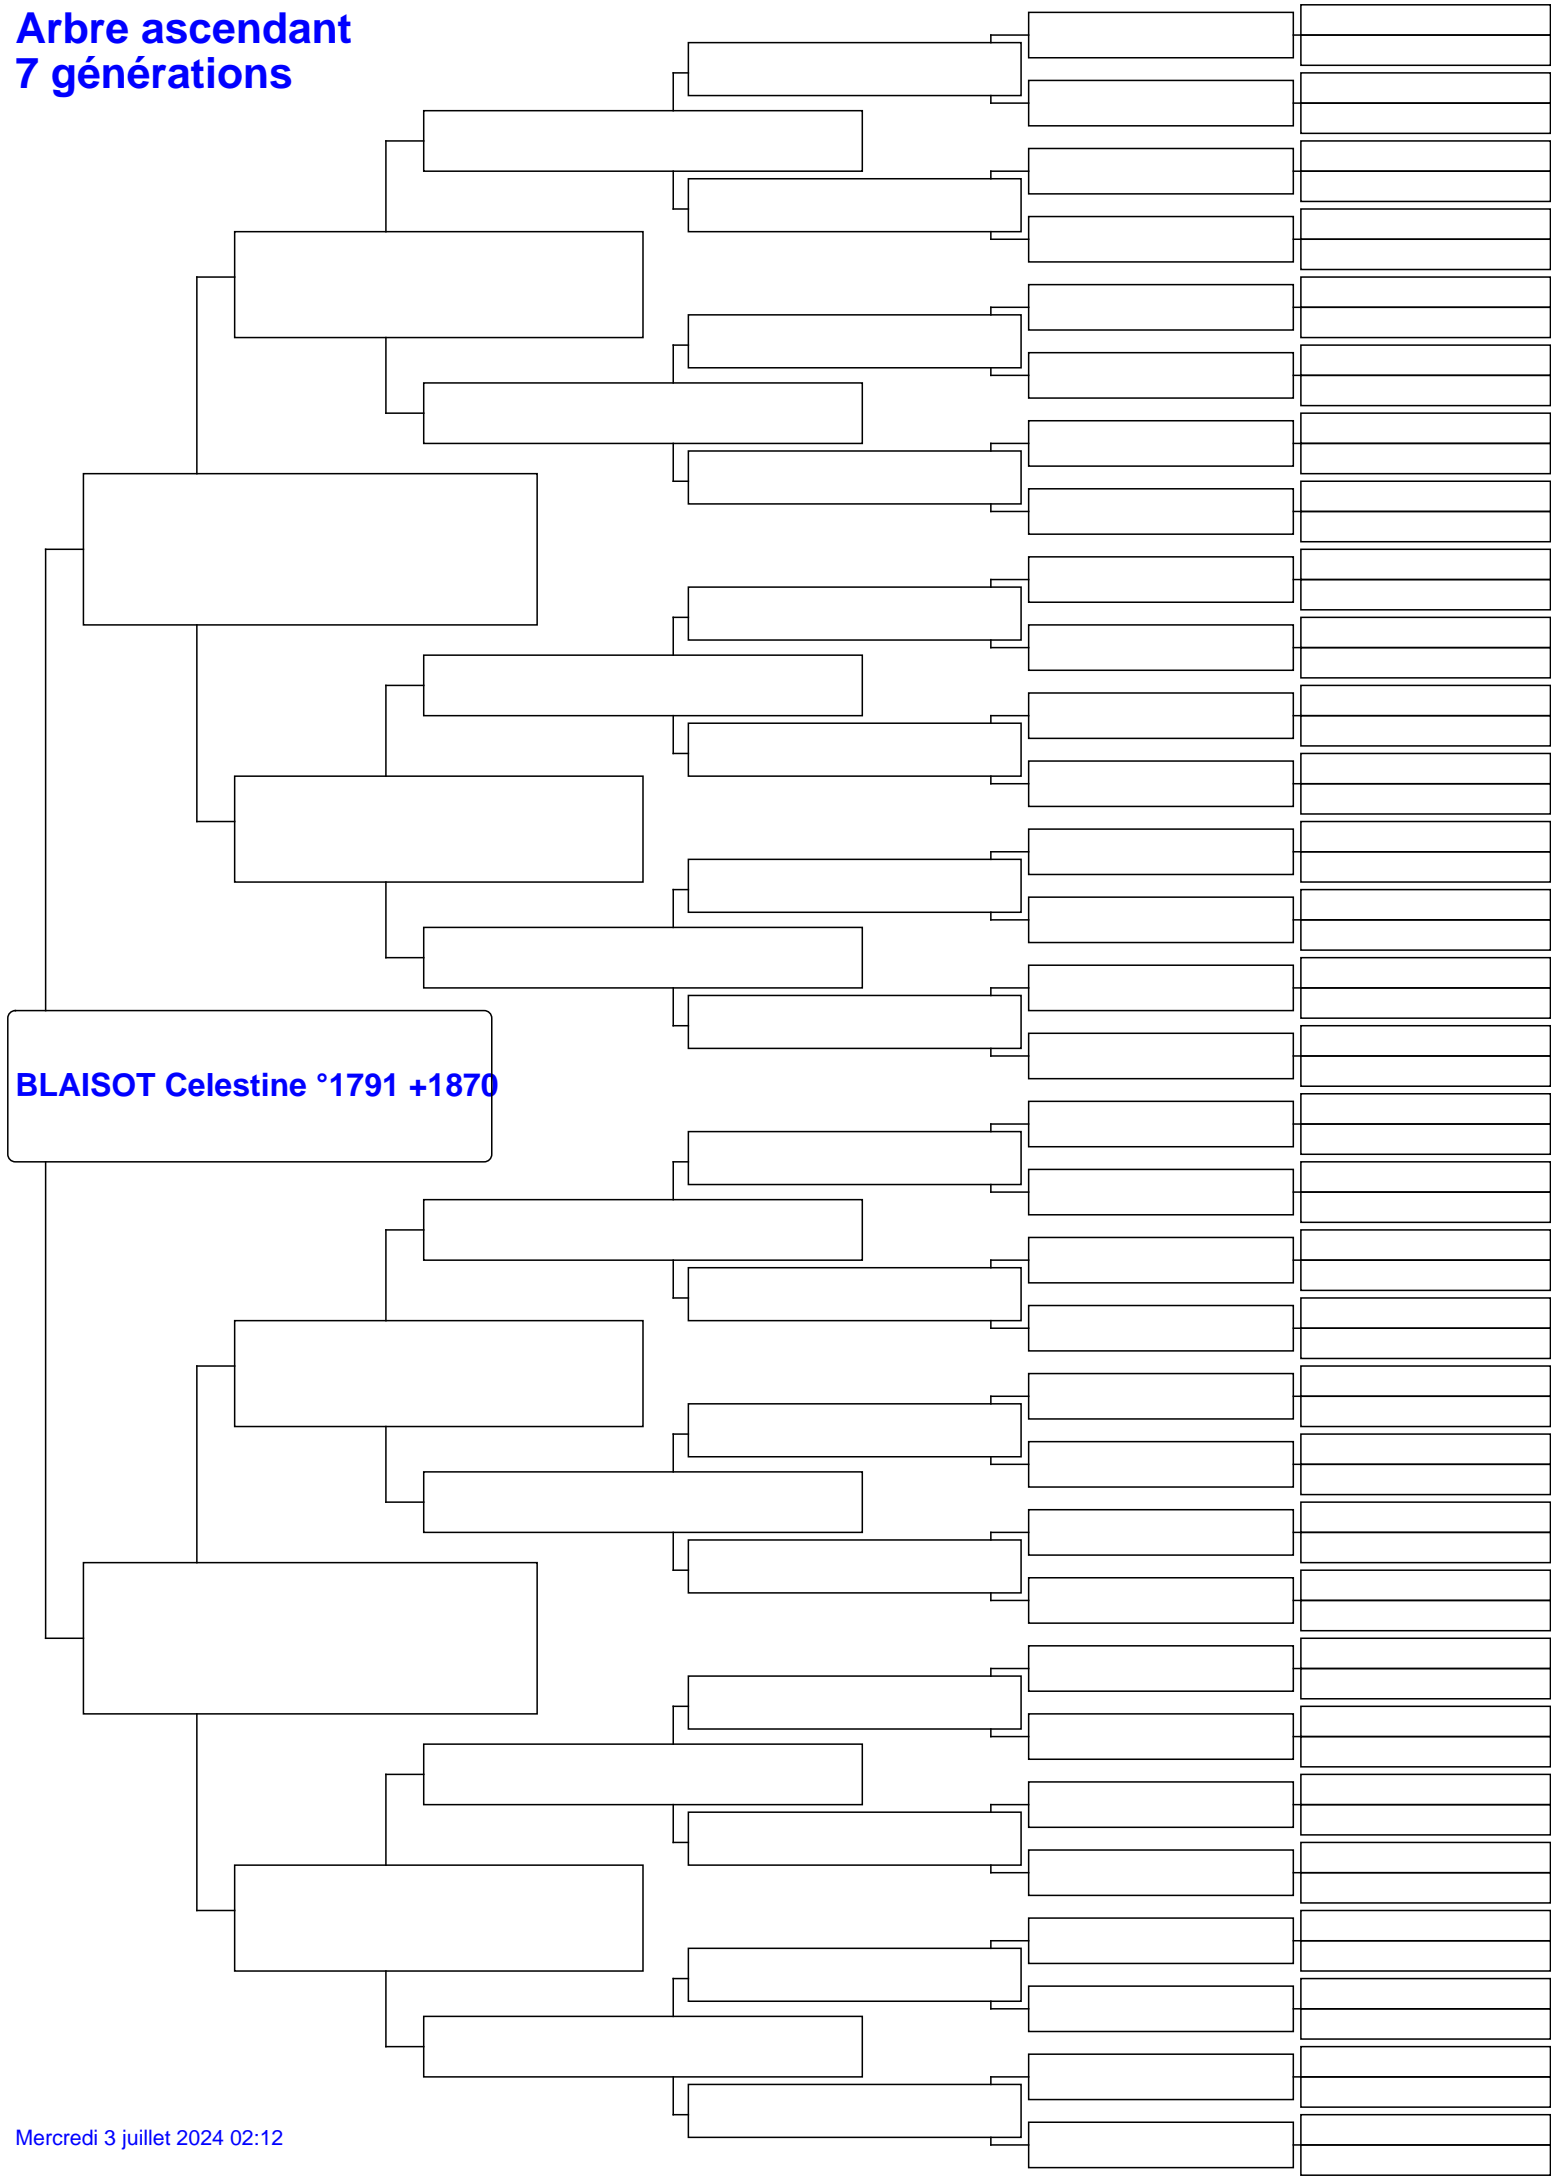 Arbre ascendant
7 générations
BLAISOT Celestine °1791 +1870
Mercredi 3 juillet 2024 02:12